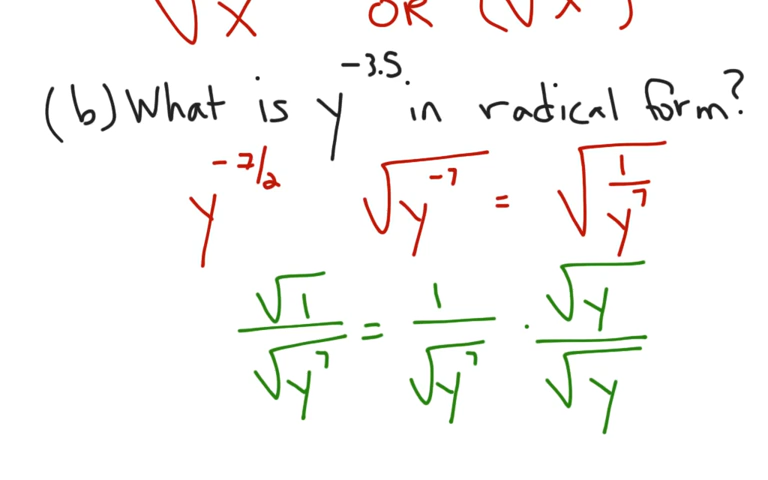 √x OR (√x)
(b) What is y^-3.5 in radical form?
y^-7/2 √y^-7 = √1/y^7
√1/√y^7 = 1/√y^7 · √y/√y